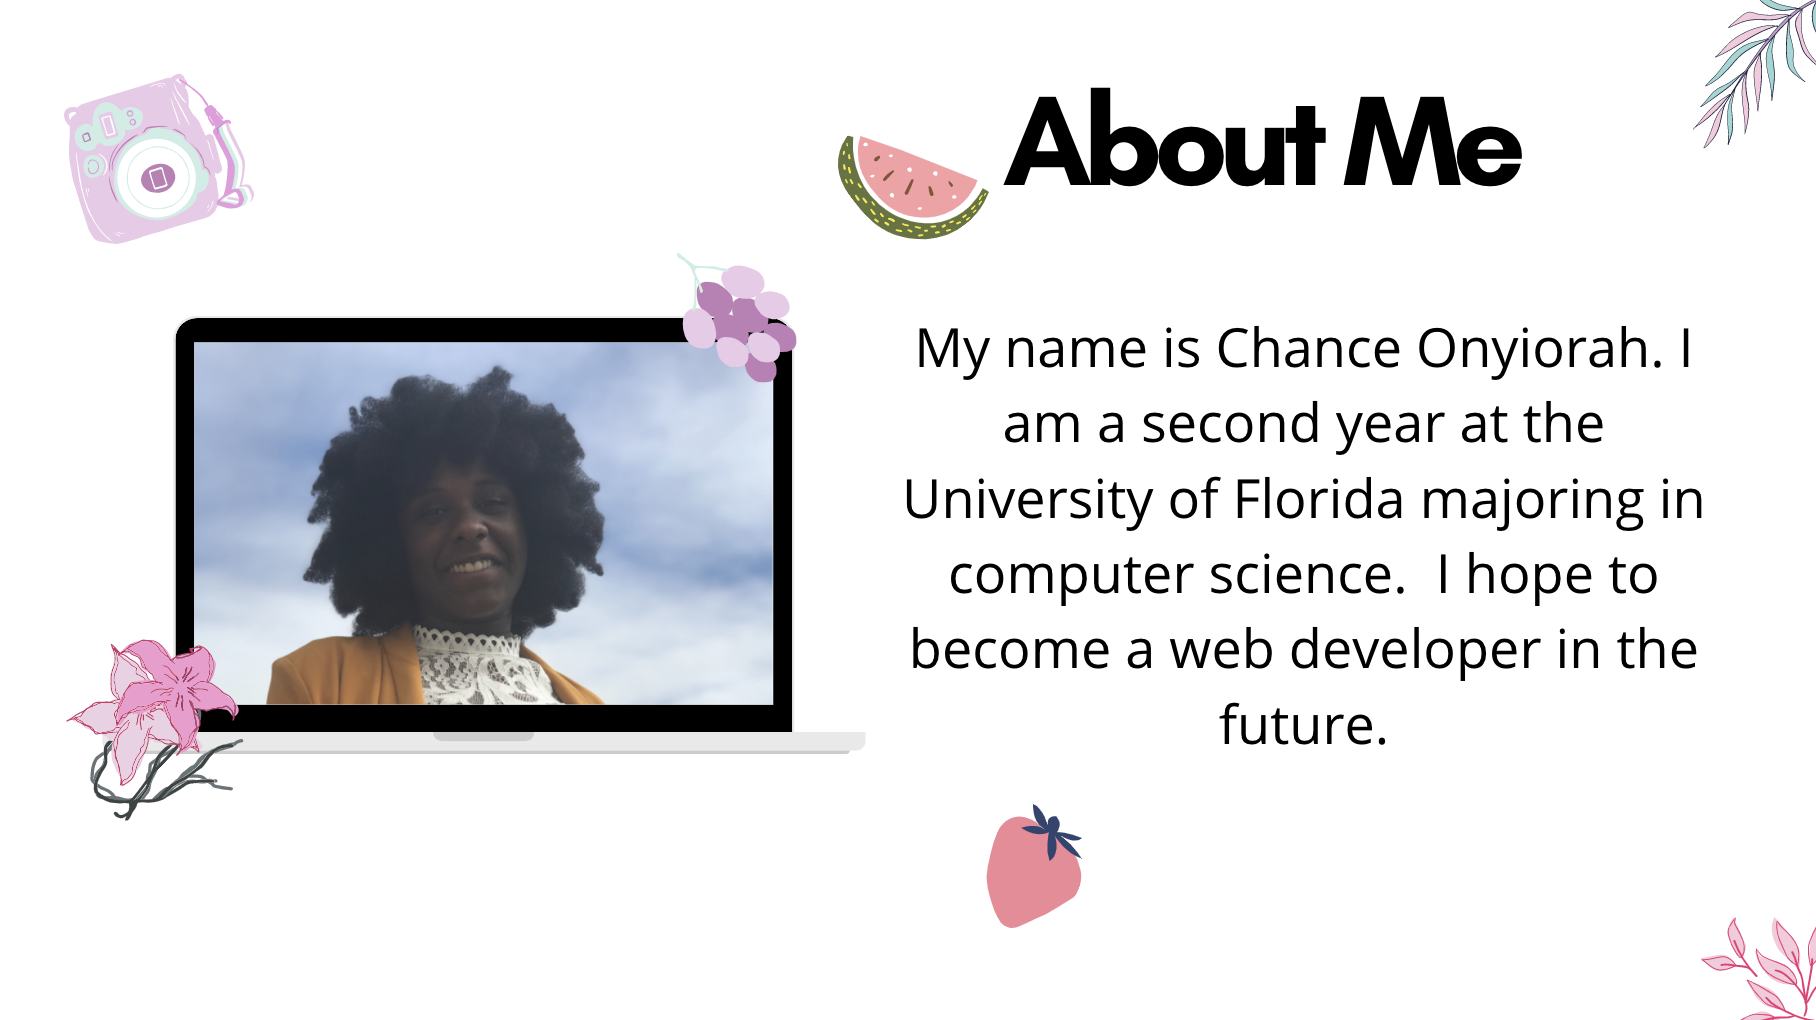 About Me
My name is Chance Onyiorah. I
am a second year at the
University of Florida majoring in
computer science.  I hope to
become a web developer in the
future.